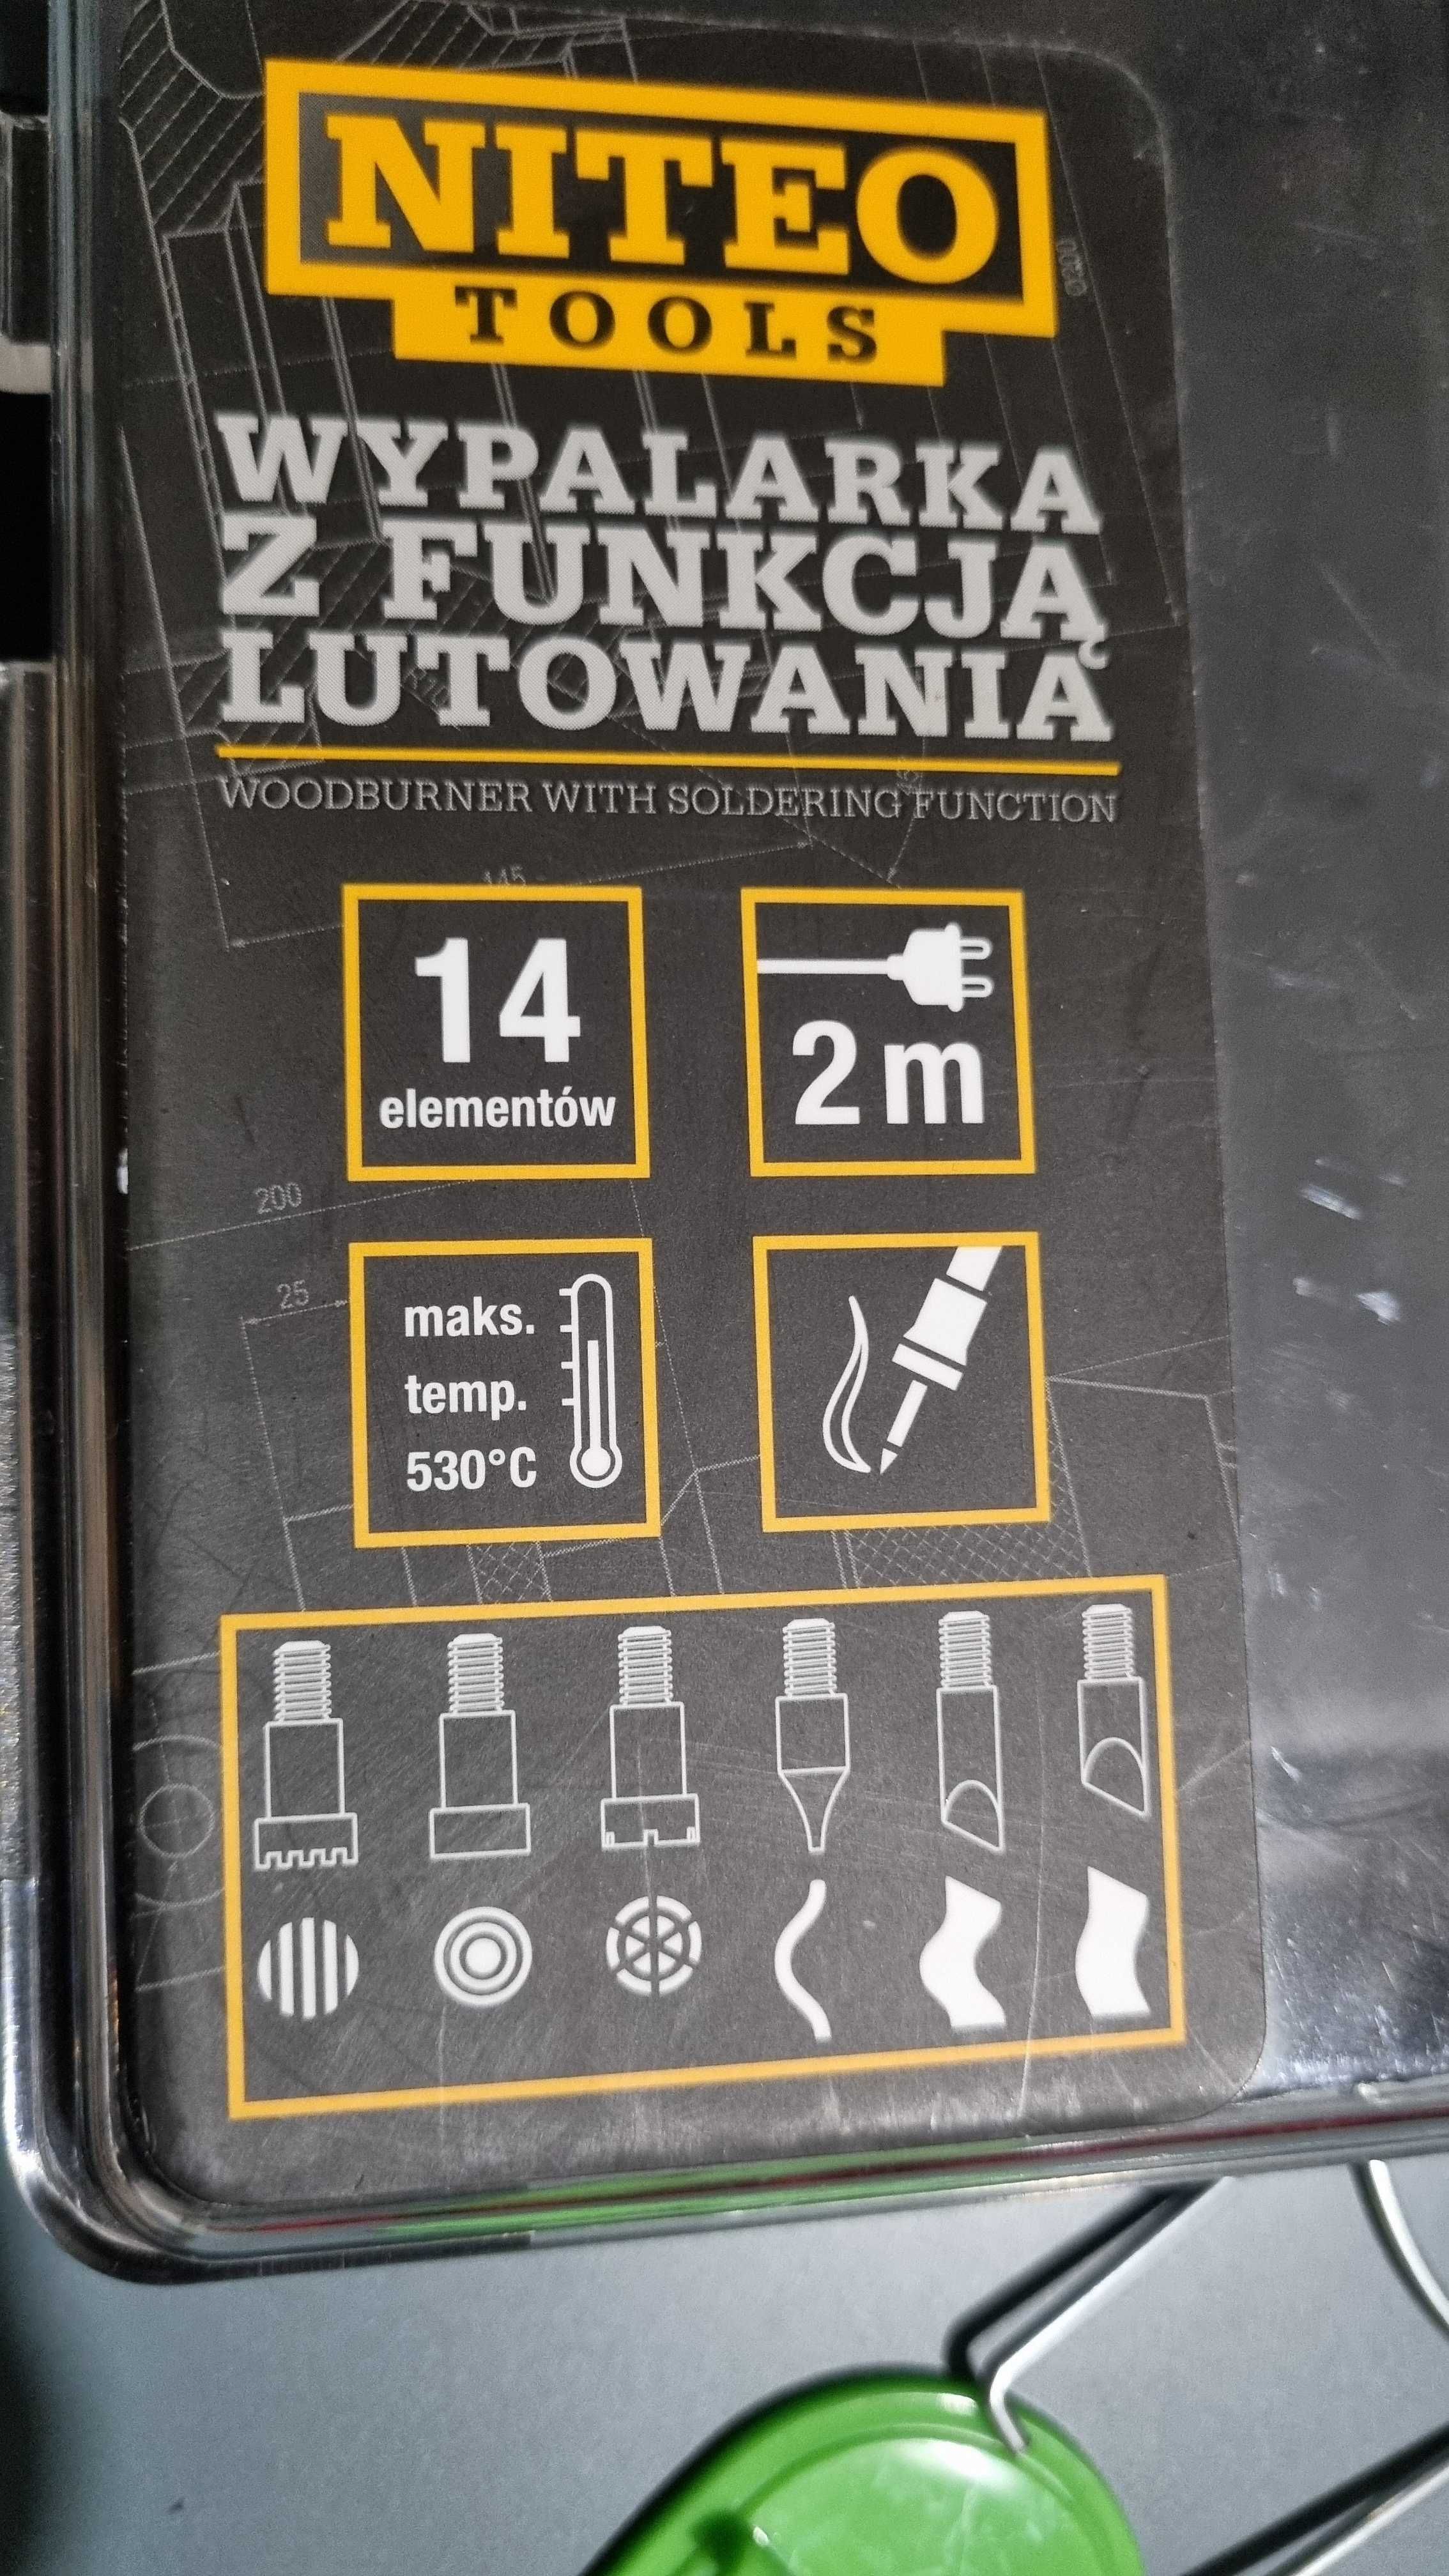 NITEO
TOOLS
WYPALARKA
Z FUNKCJĄ
LUTOWANIA
WOODBURNER WITH SOLDERING FUNCTION
145
14
elementów
2 m
200
25
maks.
temp.
530°C